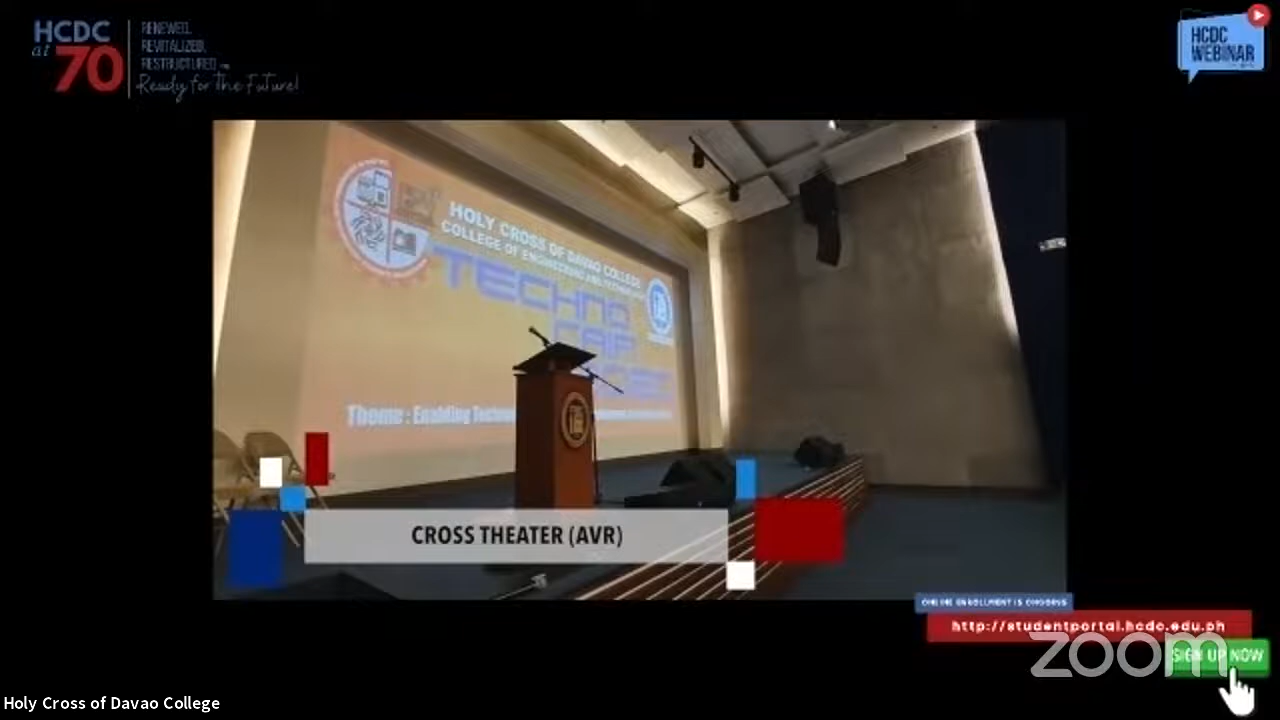 HCDC
at
70
RENEWED,
REVITALIZED,
RESTRUCTURED
Ready for the Future!
HCDC
WEBINAR
HOLY CROSS OF DAVAO COLLEGE
COLLEGE OF ENGINEERING AND TECHNOLOGY
TECHNO
Theme : Enabling
CROSS THEATER (AVR)
ONLINE ENROLLMENT IS ONGOING
http://studentportal.hcdc.edu.ph
zoom
SIGN UP NOW
Holy Cross of Davao College